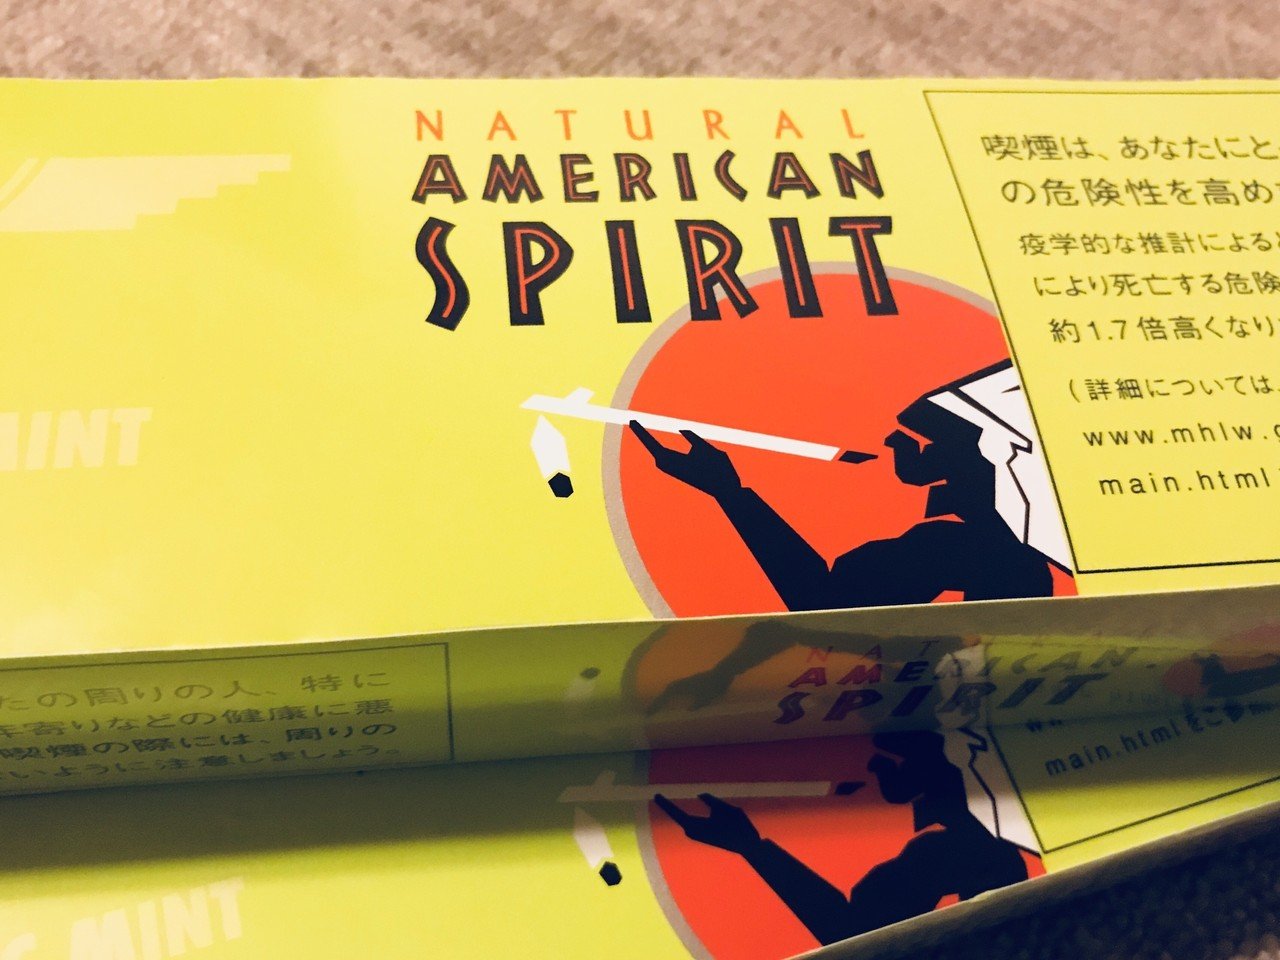 NATURAL
AMERICAN
SPIRIT
喫煙は、あなたにと
の危険性を高め
疫学的な推計による
により死亡する危険
約1.7倍高くなり
(詳細については、
www.mhlw.
main.html
MINT
たの周りの人、特に
年寄りなどの健康に悪
喫煙の際には、周りの
いように注意しましょう。
NAT
AMERICAN
SPIRIT
main.htmlをご参
MINT